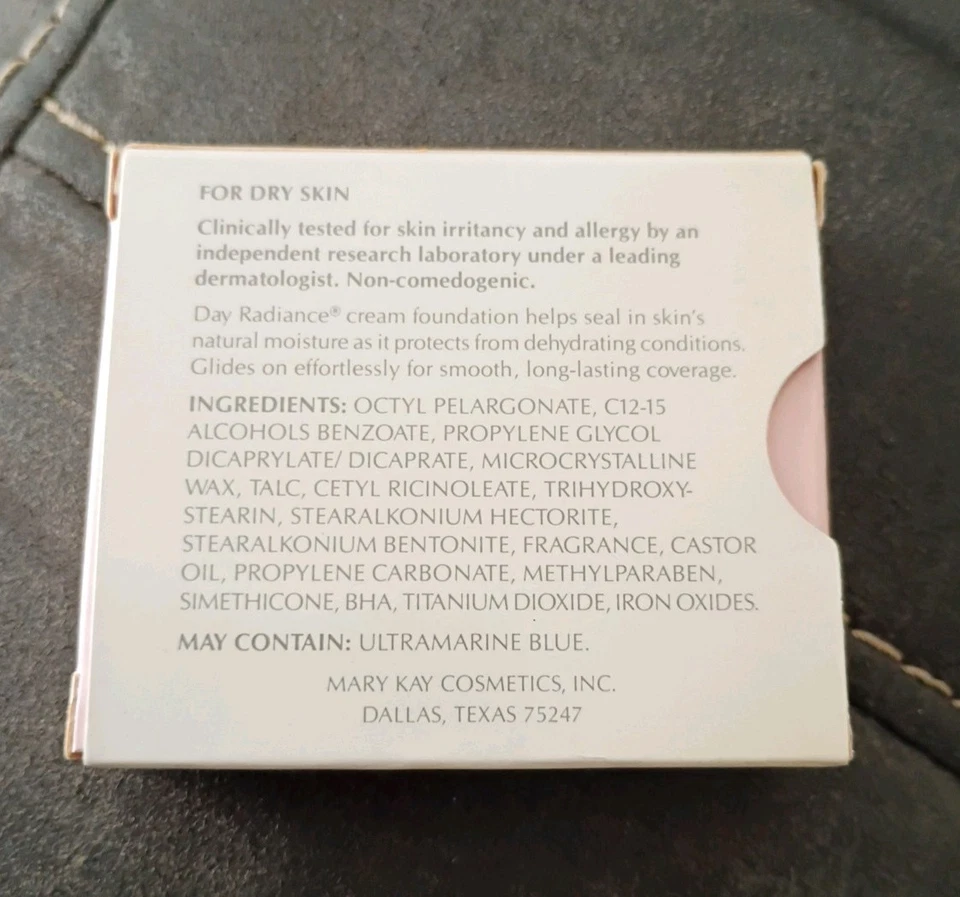 FOR DRY SKIN
Clinically tested for skin irritancy and allergy by an
independent research laboratory under a leading
dermatologist. Non-comedogenic.
Day Radiance® cream foundation helps seal in skin's
natural moisture as it protects from dehydrating conditions.
Glides on effortlessly for smooth, long-lasting coverage.
INGREDIENTS: OCTYL PELARGONATE, C12-15
ALCOHOLS BENZOATE, PROPYLENE GLYCOL
DICAPRYLATE/ DICAPRATE, MICROCRYSTALLINE
WAX, TALC, CETYL RICINOLEATE, TRIHYDROXY-
STEARIN, STEARALKONIUM HECTORITE,
STEARALKONIUM BENTONITE, FRAGRANCE, CASTOR
OIL, PROPYLENE CARBONATE, METHYLPARABEN,
SIMETHICONE, BHA, TITANIUM DIOXIDE, IRON OXIDES.
MAY CONTAIN: ULTRAMARINE BLUE.
MARY KAY COSMETICS, INC.
DALLAS, TEXAS 75247